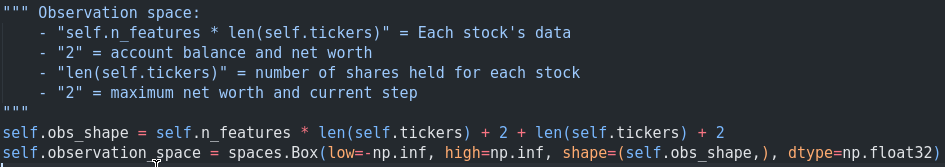 """ Observation space:
    - "self.n_features * len(self.tickers)" = Each stock's data
    - "2" = account balance and net worth
    - "len(self.tickers)" = number of shares held for each stock
    - "2" = maximum net worth and current step
"""
self.obs_shape = self.n_features * len(self.tickers) + 2 + len(self.tickers) + 2
self.observation_space = spaces.Box(low=-np.inf, high=np.inf, shape=(self.obs_shape,), dtype=np.float32)